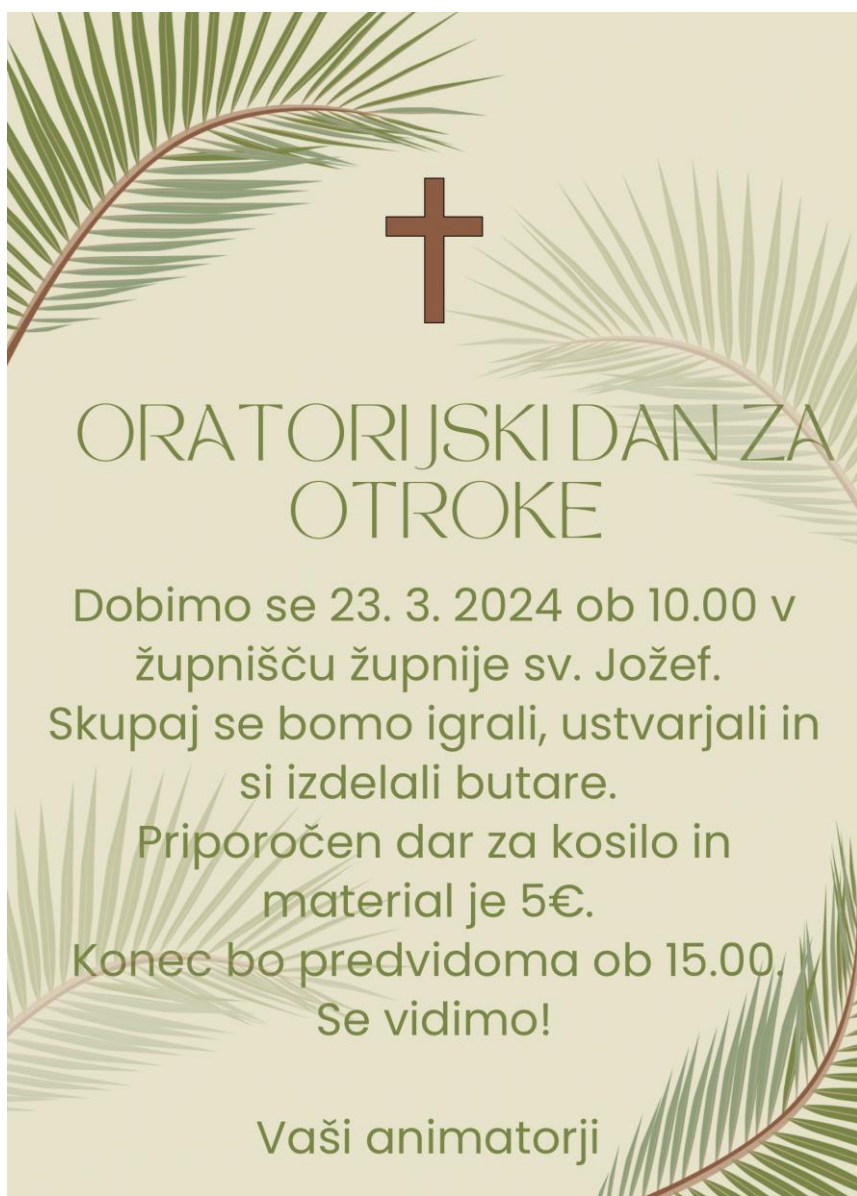 ORATORIJSKI DAN ZA
OTROKE
Dobimo se 23. 3. 2024 ob 10.00 v
župnišču župnije sv. Jožef.
Skupaj se bomo igrali, ustvarjali in
si izdelali butare.
Priporočen dar za kosilo in
material je 5€.
Konec bo predvidoma ob 15.00.
Se vidimo!
Vaši animatorji